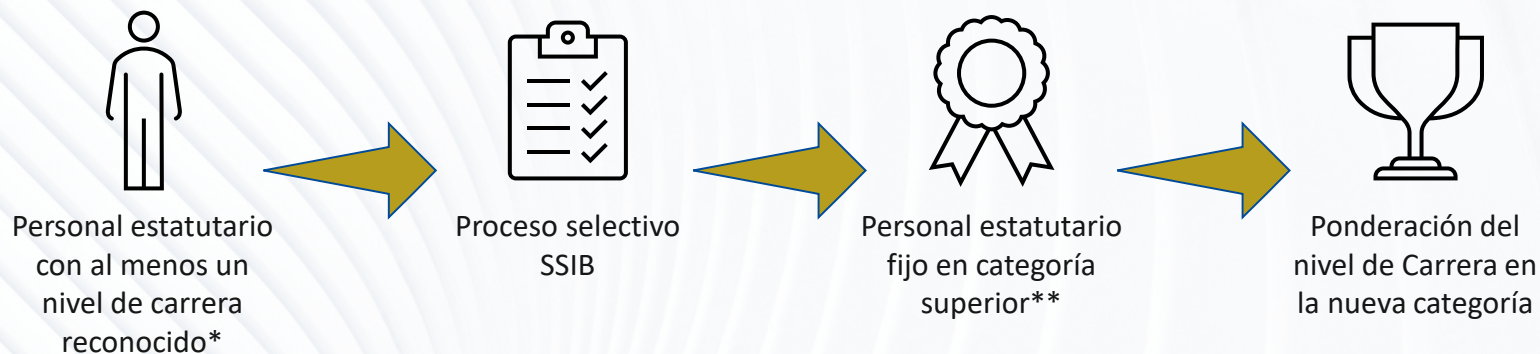 Personal estatutario
con al menos un
nivel de carrera
reconocido*
Proceso selectivo
SSIB
Personal estatutario
fijo en categoría
superior**
Ponderación del
nivel de Carrera en
la nueva categoría